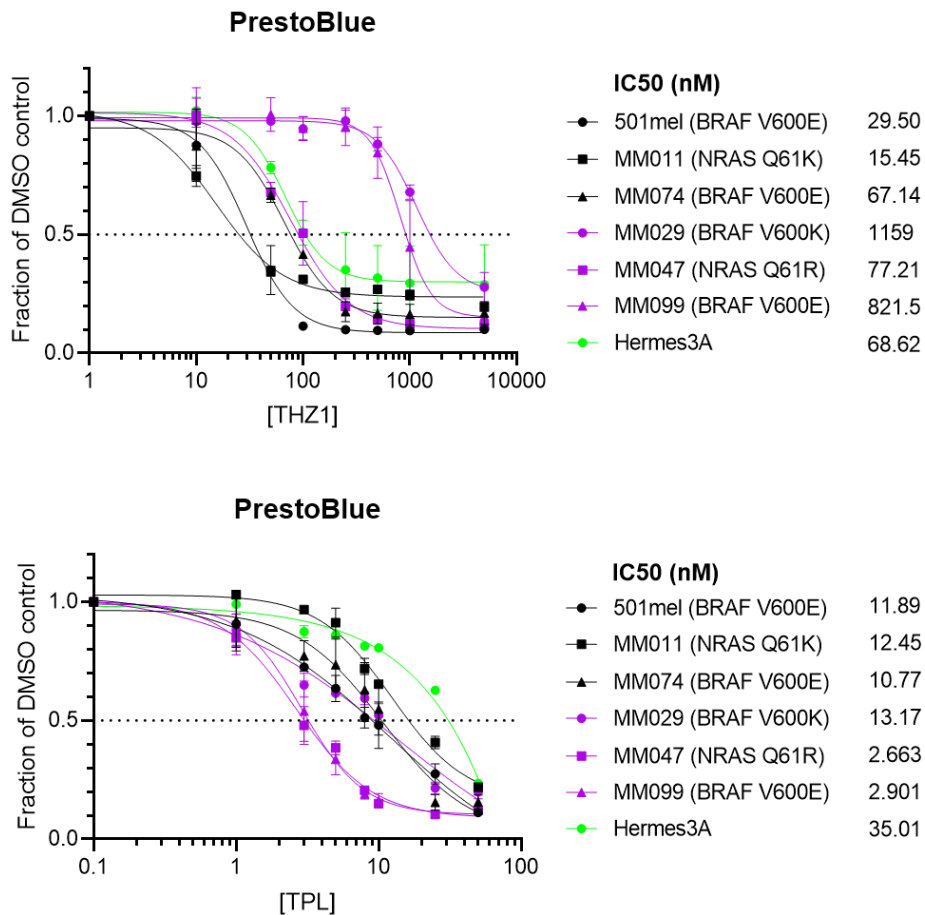 PrestoBlue
Fraction of DMSO control
1.0
0.5
0.0
1 10 100 1000 10000
[THZ1]
IC50 (nM)
501mel (BRAF V600E) 29.50
MM011 (NRAS Q61K) 15.45
MM074 (BRAF V600E) 67.14
MM029 (BRAF V600K) 1159
MM047 (NRAS Q61R) 77.21
MM099 (BRAF V600E) 821.5
Hermes3A 68.62
PrestoBlue
Fraction of DMSO control
1.0
0.5
0.0
0.1 1 10 100
[TPL]
IC50 (nM)
501mel (BRAF V600E) 11.89
MM011 (NRAS Q61K) 12.45
MM074 (BRAF V600E) 10.77
MM029 (BRAF V600K) 13.17
MM047 (NRAS Q61R) 2.663
MM099 (BRAF V600E) 2.901
Hermes3A 35.01